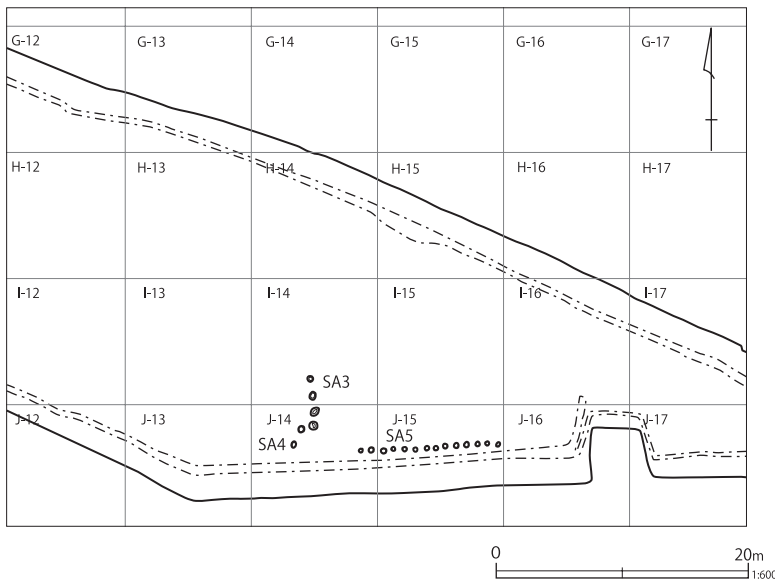 G-12 G-13 G-14 G-15 G-16 G-17
H-12 H-13 H-14 H-15 H-16 H-17
I-12 I-13 I-14 I-15 I-16 I-17
SA3
J-12 J-13 J-14 J-15 J-16 J-17
SA4 SA5
0 20m
1:600